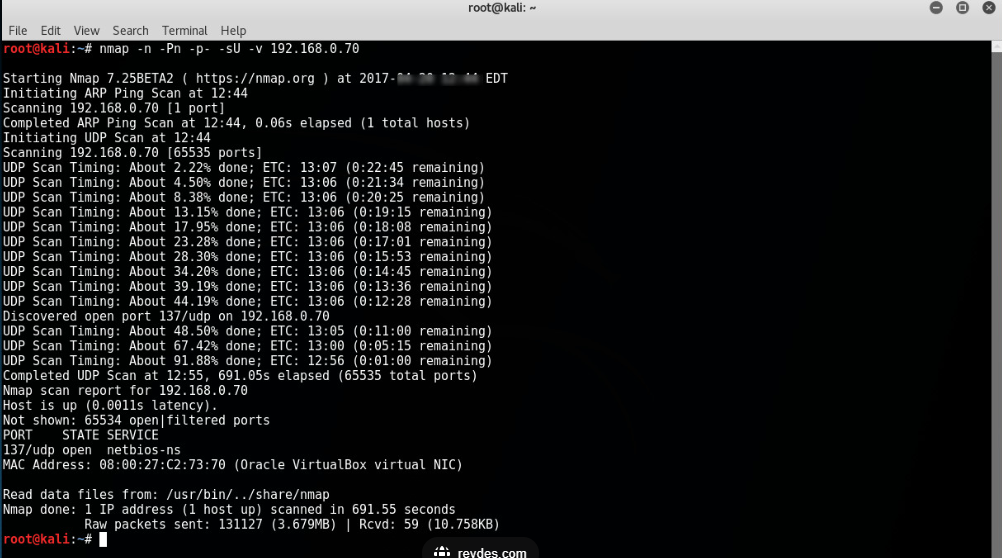 root@kali: ~
File Edit View Search Terminal Help
root@kali:~# nmap -n -Pn -p- -sU -v 192.168.0.70
Starting Nmap 7.25BETA2 ( https://nmap.org ) at 2017- EDT
Initiating ARP Ping Scan at 12:44
Scanning 192.168.0.70 [1 port]
Completed ARP Ping Scan at 12:44, 0.06s elapsed (1 total hosts)
Initiating UDP Scan at 12:44
Scanning 192.168.0.70 [65535 ports]
UDP Scan Timing: About 2.22% done; ETC: 13:07 (0:22:45 remaining)
UDP Scan Timing: About 4.50% done; ETC: 13:06 (0:21:34 remaining)
UDP Scan Timing: About 8.38% done; ETC: 13:06 (0:20:25 remaining)
UDP Scan Timing: About 13.15% done; ETC: 13:06 (0:19:15 remaining)
UDP Scan Timing: About 17.95% done; ETC: 13:06 (0:18:08 remaining)
UDP Scan Timing: About 23.28% done; ETC: 13:06 (0:17:01 remaining)
UDP Scan Timing: About 28.30% done; ETC: 13:06 (0:15:53 remaining)
UDP Scan Timing: About 34.20% done; ETC: 13:06 (0:14:45 remaining)
UDP Scan Timing: About 39.19% done; ETC: 13:06 (0:13:36 remaining)
UDP Scan Timing: About 44.19% done; ETC: 13:06 (0:12:28 remaining)
Discovered open port 137/udp on 192.168.0.70
UDP Scan Timing: About 48.50% done; ETC: 13:05 (0:11:00 remaining)
UDP Scan Timing: About 67.42% done; ETC: 13:00 (0:05:15 remaining)
UDP Scan Timing: About 91.88% done; ETC: 12:56 (0:01:00 remaining)
Completed UDP Scan at 12:55, 691.05s elapsed (65535 total ports)
Nmap scan report for 192.168.0.70
Host is up (0.0011s latency).
Not shown: 65534 open|filtered ports
PORT    STATE SERVICE
137/udp open  netbios-ns
MAC Address: 08:00:27:C2:73:70 (Oracle VirtualBox virtual NIC)
Read data files from: /usr/bin/../share/nmap
Nmap done: 1 IP address (1 host up) scanned in 691.55 seconds
Raw packets sent: 131127 (3.679MB) | Rcvd: 59 (10.758KB)
root@kali:~#
revdes.com